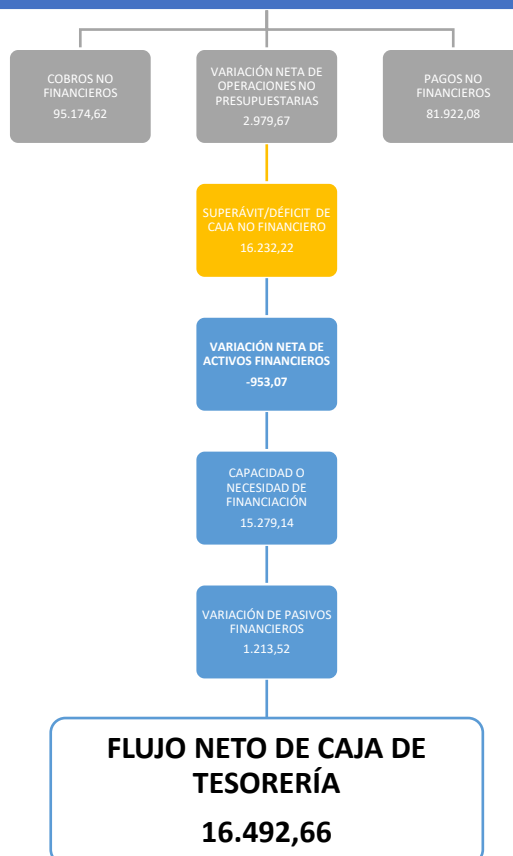 COBROS NO
FINANCIEROS
95.174,62
VARIACIÓN NETA DE
OPERACIONES NO
PRESUPUESTARIAS
2.979,67
PAGOS NO
FINANCIEROS
81.922,08
SUPERÁVIT/DÉFICIT DE
CAJA NO FINANCIERO
16.232,22
VARIACIÓN NETA DE
ACTIVOS FINANCIEROS
-953,07
CAPACIDAD O
NECESIDAD DE
FINANCIACIÓN
15.279,14
VARIACIÓN DE PASIVOS
FINANCIEROS
1.213,52
FLUJO NETO DE CAJA DE
TESORERÍA
16.492,66